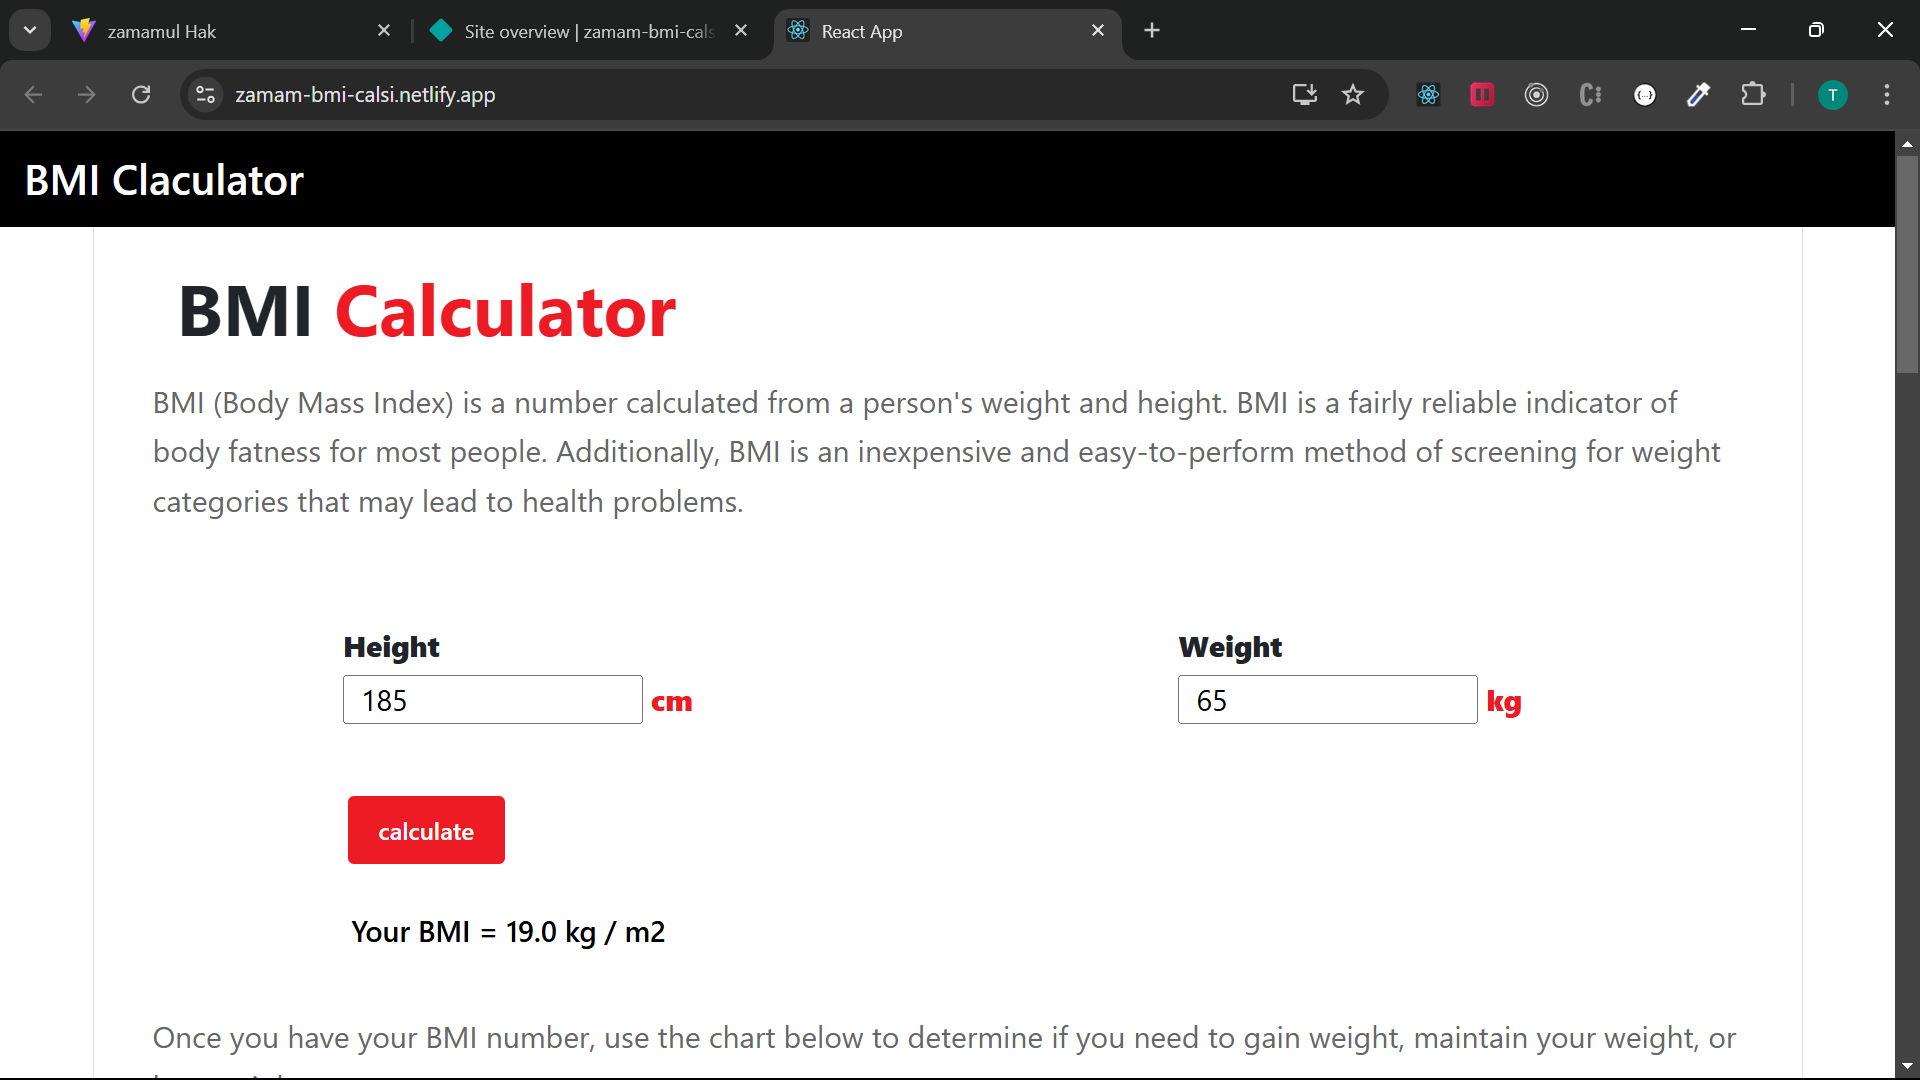 zamamul Hak
Site overview | zamam-bmi-cals
React App
zamam-bmi-calsi.netlify.app
T
BMI Claculator
BMI Calculator
BMI (Body Mass Index) is a number calculated from a person's weight and height. BMI is a fairly reliable indicator of
body fatness for most people. Additionally, BMI is an inexpensive and easy-to-perform method of screening for weight
categories that may lead to health problems.
Height
Weight
185 cm
65 kg
calculate
Your BMI = 19.0 kg / m2
Once you have your BMI number, use the chart below to determine if you need to gain weight, maintain your weight, or